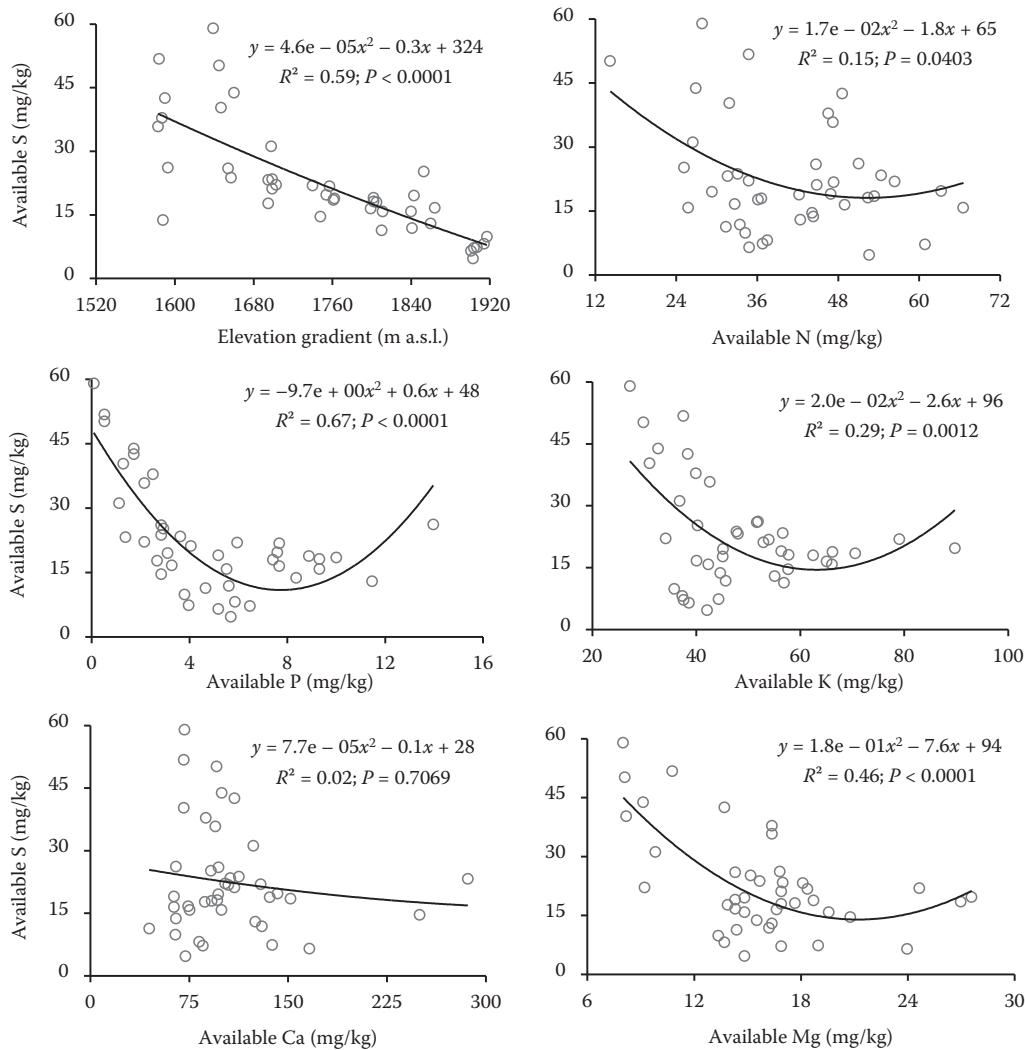 60
45
30
15
0
Available S (mg/kg)
y = 4.6e – 05x² – 0.3x + 324
R² = 0.59; P < 0.0001
1520 1600 1680 1760 1840 1920
Elevation gradient (m a.s.l.)
60
45
30
15
0
y = 1.7e – 02x² – 1.8x + 65
R² = 0.15; P = 0.0403
12 24 36 48 60 72
Available N (mg/kg)
60
45
30
15
0
Available S (mg/kg)
y = –9.7e + 00x² + 0.6x + 48
R² = 0.67; P < 0.0001
0 4 8 12 16
Available P (mg/kg)
60
45
30
15
0
y = 2.0e – 02x² – 2.6x + 96
R² = 0.29; P = 0.0012
20 40 60 80 100
Available K (mg/kg)
60
45
30
15
0
Available S (mg/kg)
y = 7.7e – 05x² – 0.1x + 28
R² = 0.02; P = 0.7069
0 75 150 225 300
Available Ca (mg/kg)
60
45
30
15
0
y = 1.8e – 01x² – 7.6x + 94
R² = 0.46; P < 0.0001
6 12 18 24 30
Available Mg (mg/kg)